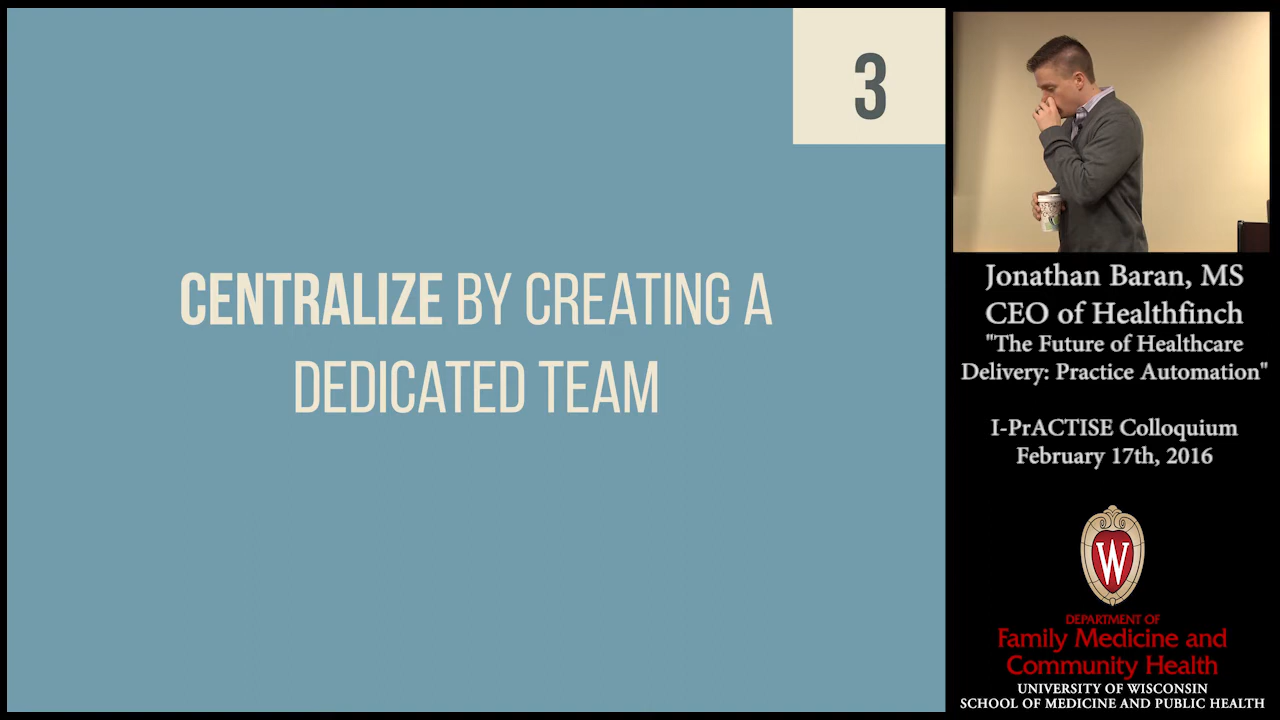 3
CENTRALIZE BY CREATING A
DEDICATED TEAM
Jonathan Baran, MS
CEO of Healthfinch
"The Future of Healthcare
Delivery: Practice Automation"
I-PrACTISE Colloquium
February 17th, 2016
W
DEPARTMENT OF
Family Medicine and
Community Health
UNIVERSITY OF WISCONSIN
SCHOOL OF MEDICINE AND PUBLIC HEALTH